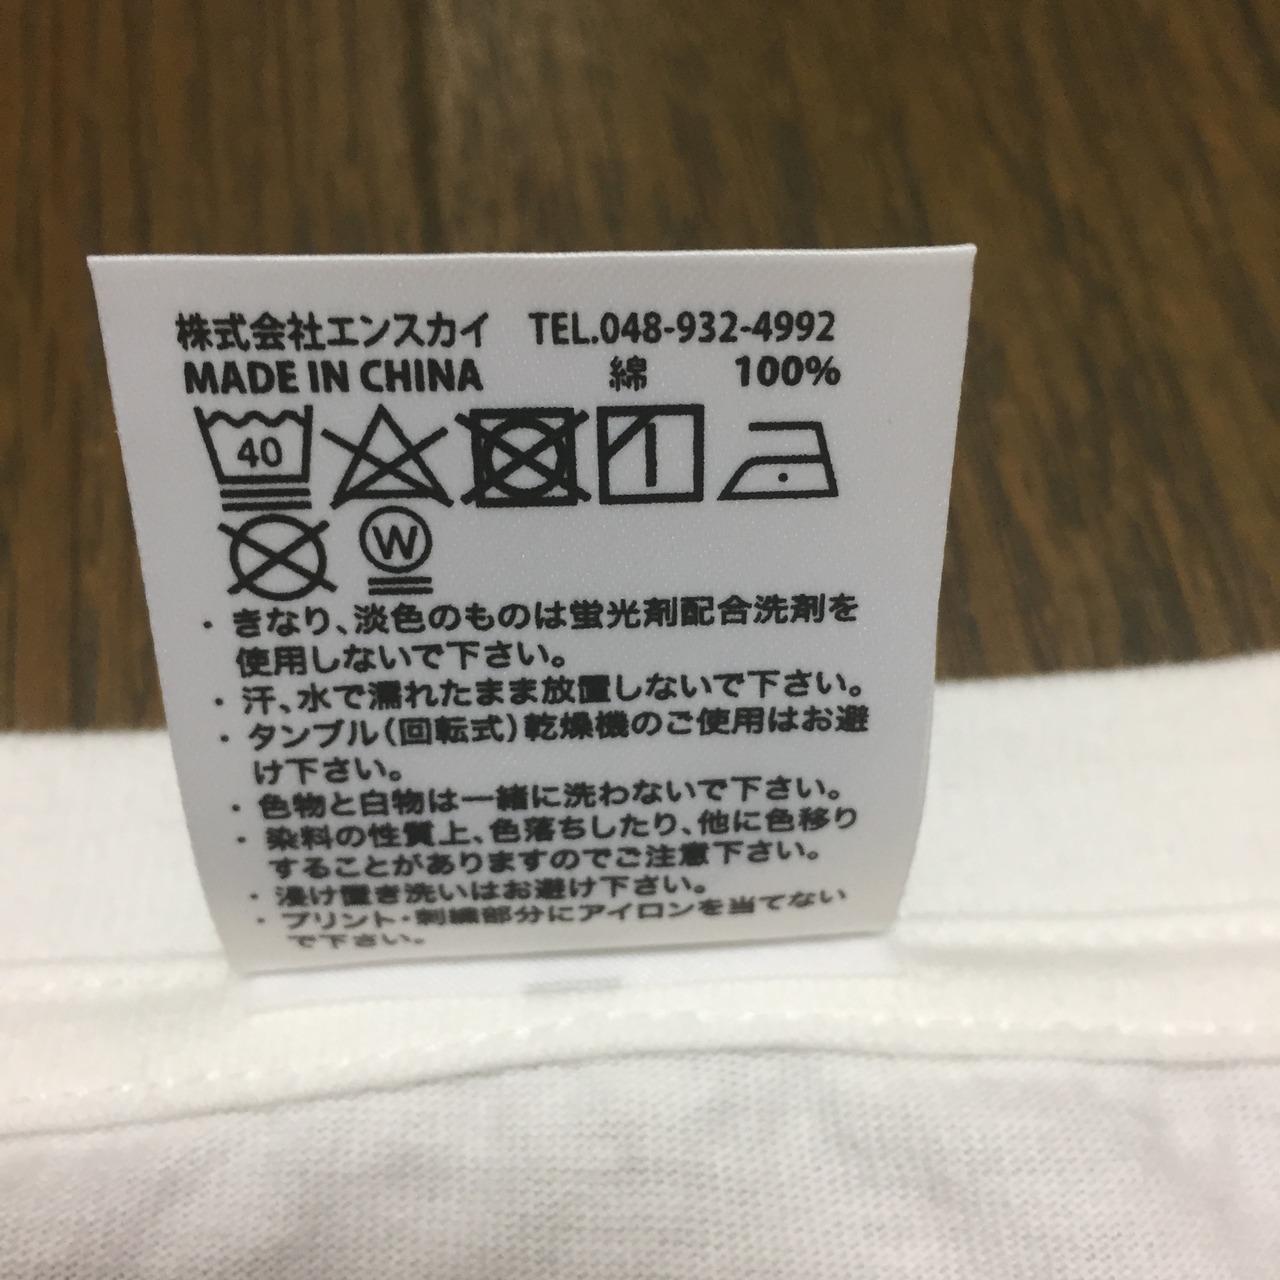 株式会社エンスカイ TEL.048-932-4992
MADE IN CHINA 綿 100%
40
W
・きなり、淡色のものは蛍光剤配合洗剤を
使用しないで下さい。
・汗、水で濡れたまま放置しないで下さい。
・タンブル(回転式)乾燥機のご使用はお避
け下さい。
・色物と白物は一緒に洗わないで下さい。
・染料の性質上、色落ちしたり、他に色移り
することがありますのでご注意下さい。
・浸け置き洗いはお避け下さい。
・プリント・刺繍部分にアイロンを当てない
で下さい。